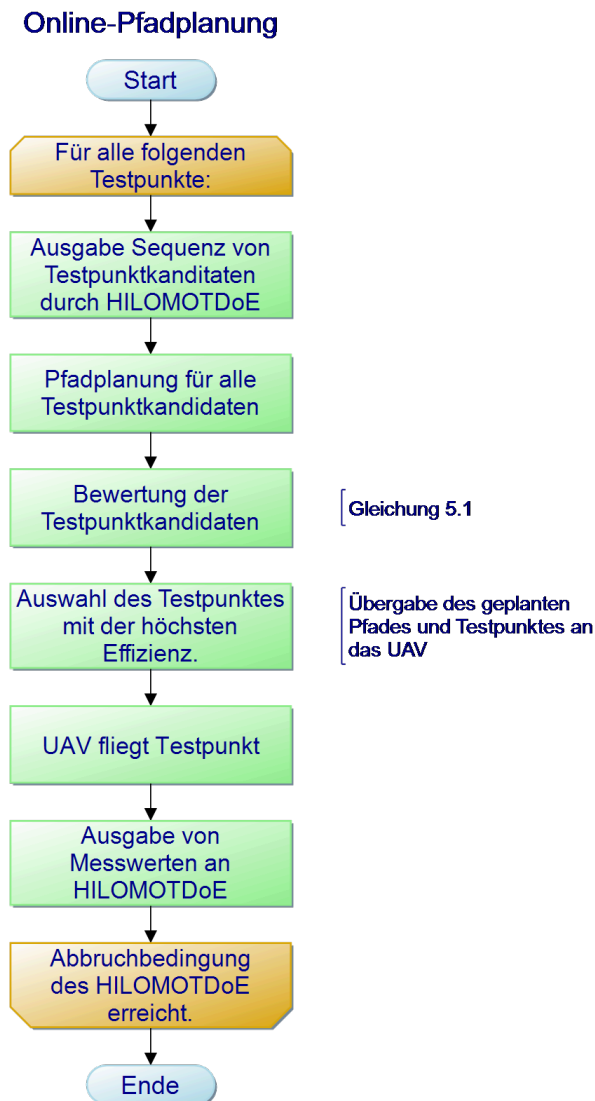 Online-Pfadplanung
Start
Für alle folgenden
Testpunkte:
Ausgabe Sequenz von
Testpunktkanditaten
durch HILOMOTDoE
Pfadplanung für alle
Testpunktkandidaten
Bewertung der
Testpunktkandidaten
Gleichung 5.1
Auswahl des Testpunktes
mit der höchsten
Effizienz.
Übergabe des geplanten
Pfades und Testpunktes an
das UAV
UAV fliegt Testpunkt
Ausgabe von
Messwerten an
HILOMOTDoE
Abbruchbedingung
des HILOMOTDoE
erreicht.
Ende